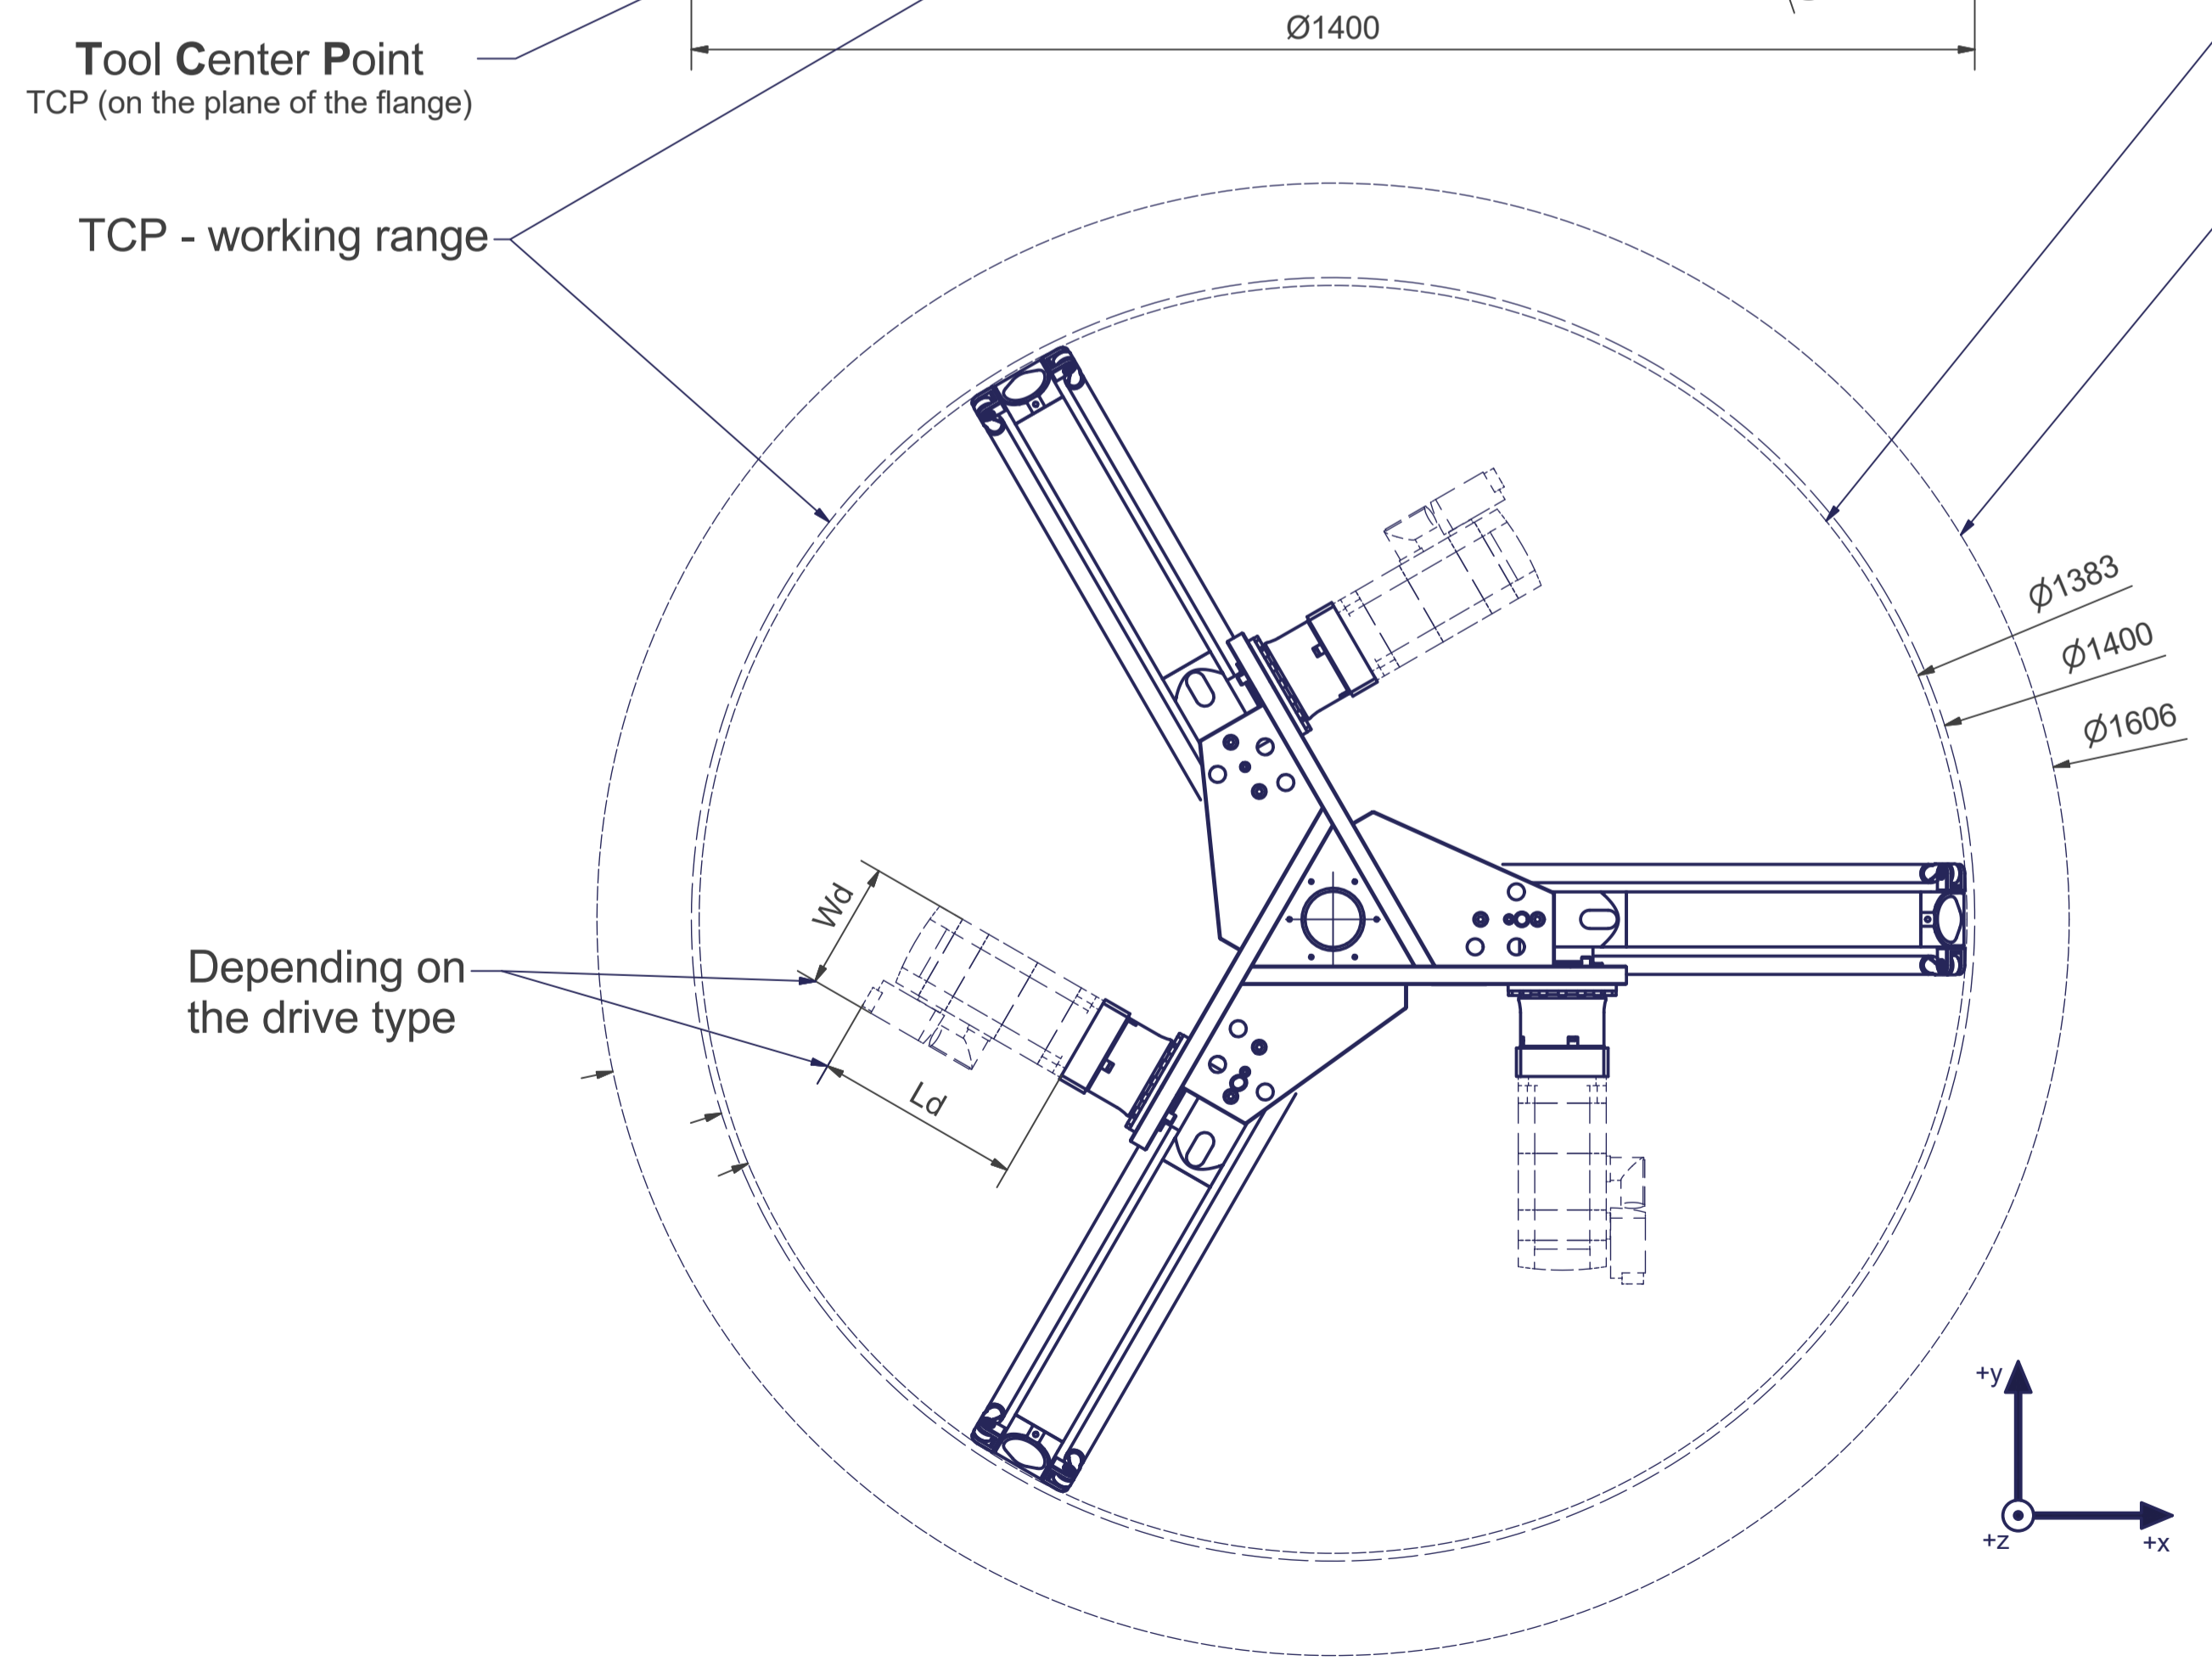 Ø1400
Tool Center Point
TCP (on the plane of the flange)
TCP - working range
Ø1383
Ø1400
Ø1606
Wd
Depending on
the drive type
Ld
+y
+z
+x